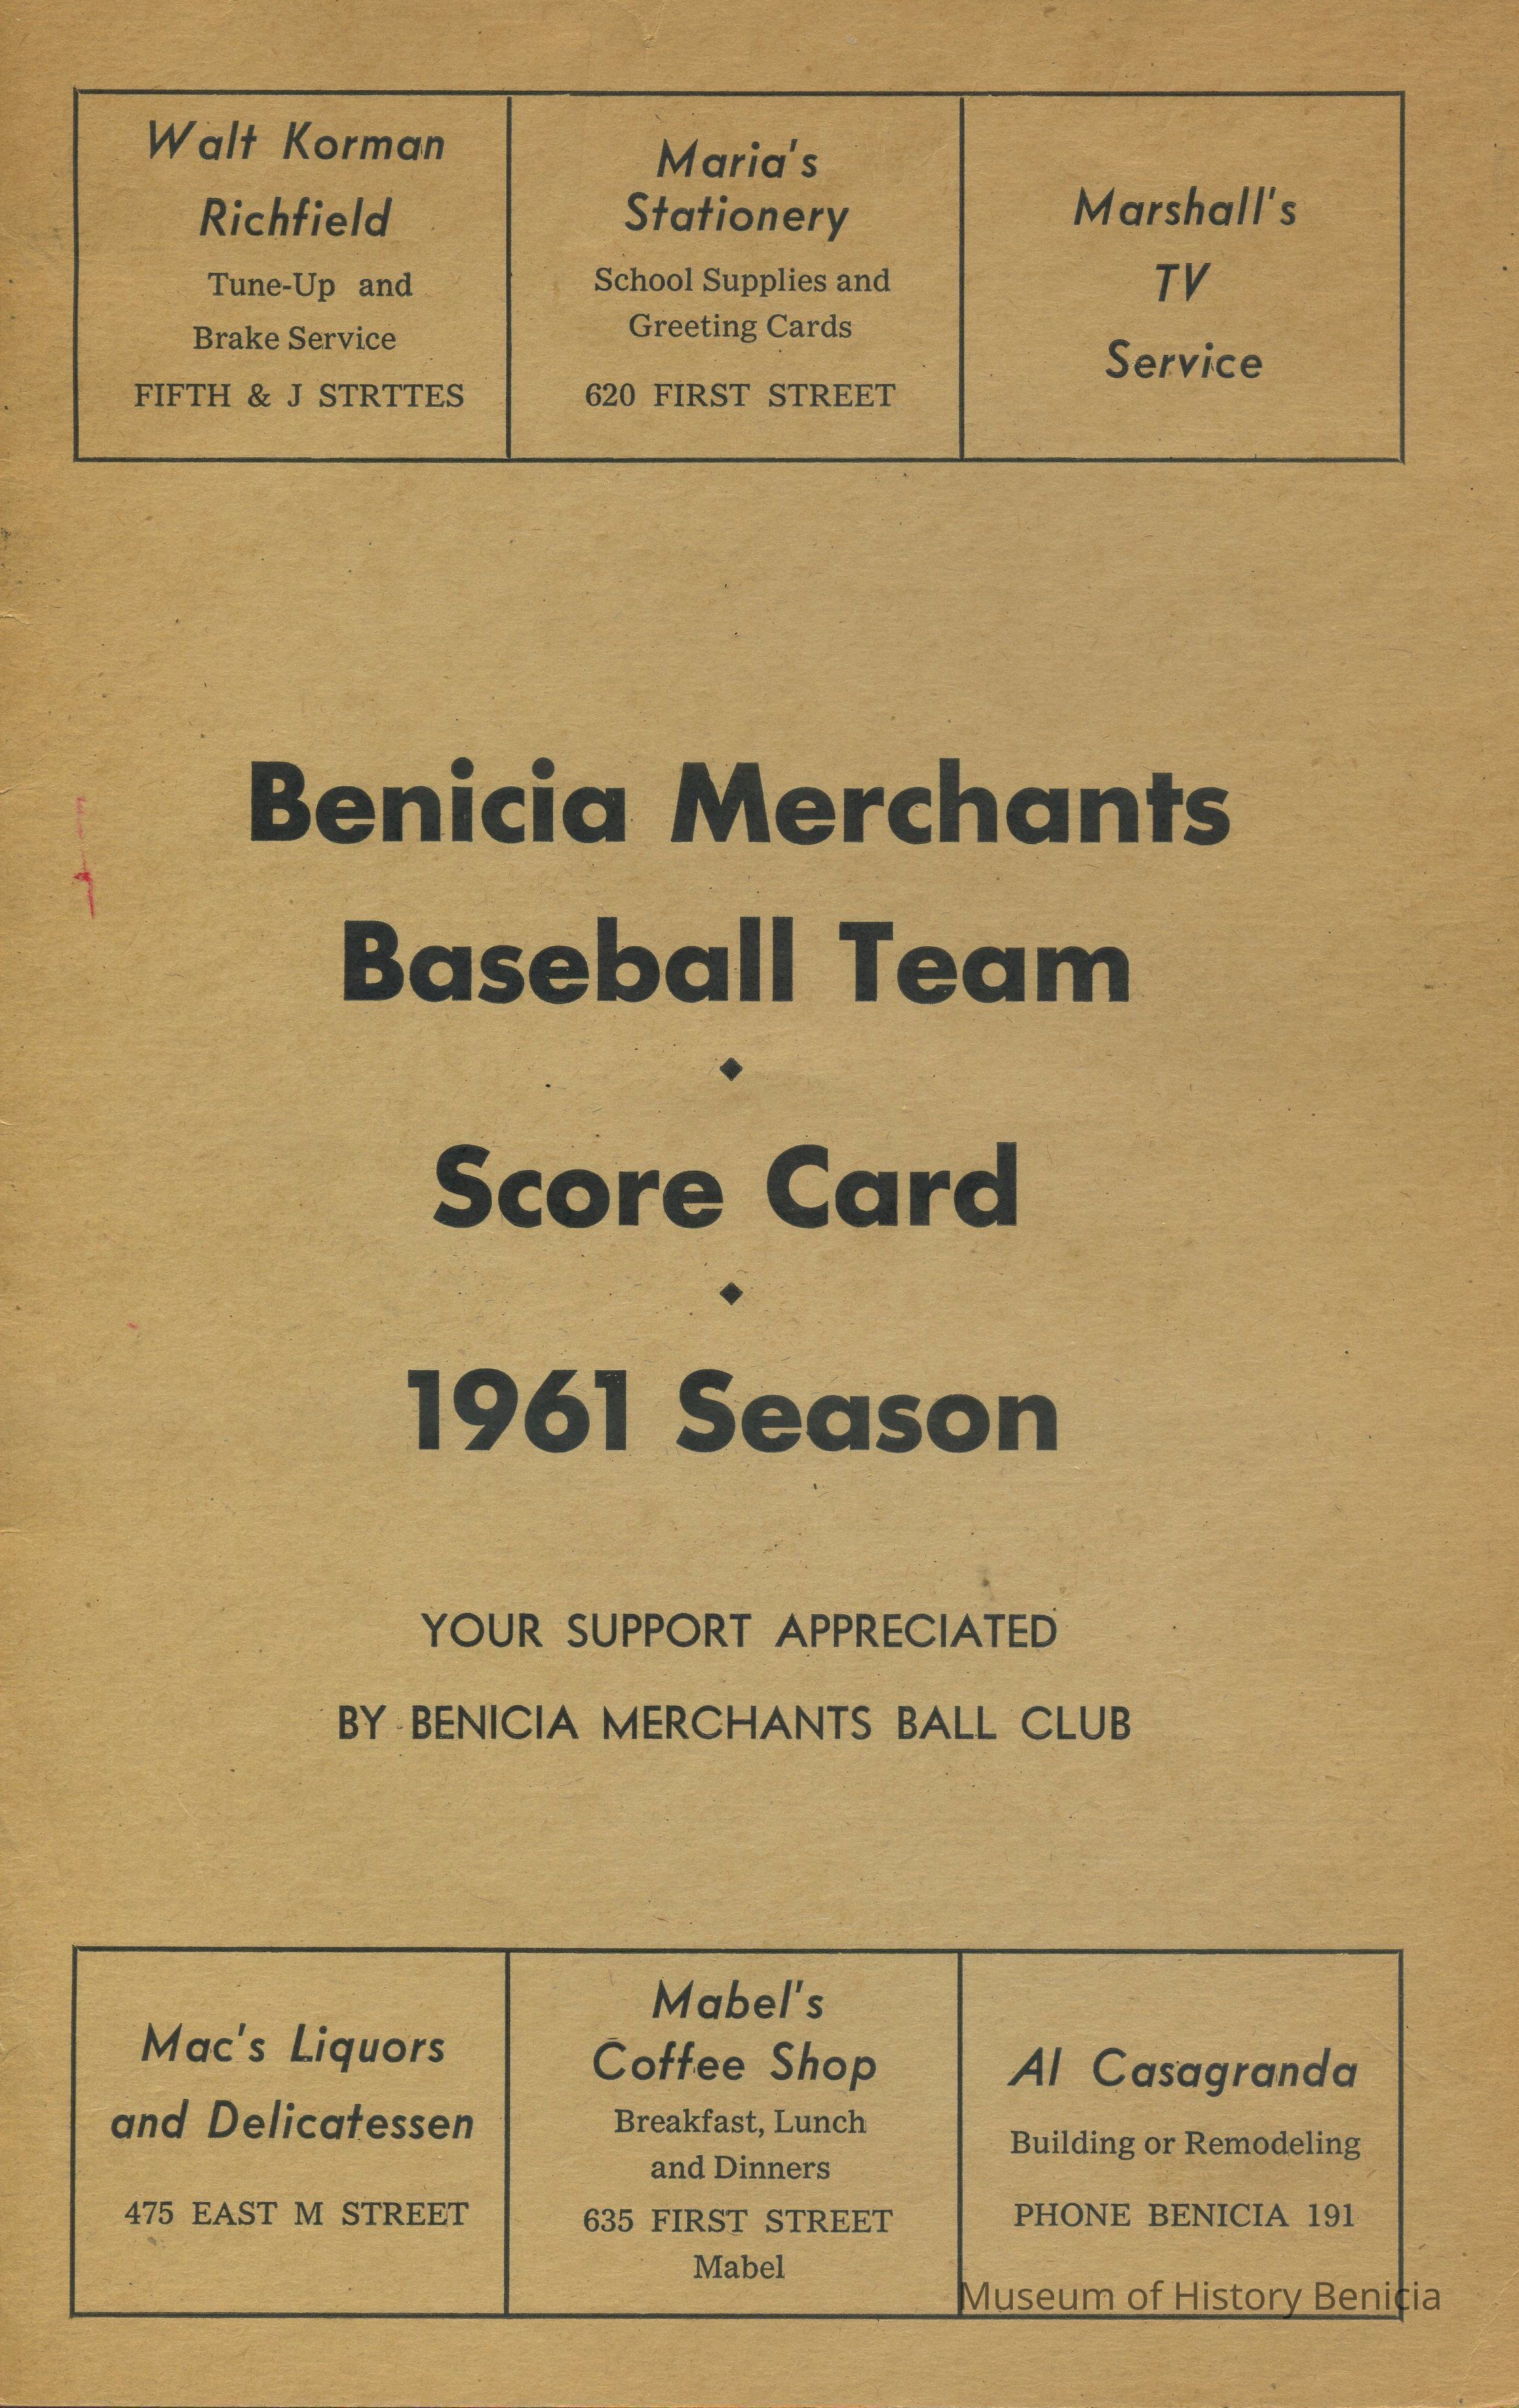 Walt Korman
Richfield
Tune-Up and
Brake Service
FIFTH & J STRTTES
Maria's
Stationery
School Supplies and
Greeting Cards
620 FIRST STREET
Marshall's
TV
Service
Benicia Merchants
Baseball Team
Score Card
1961 Season
YOUR SUPPORT APPRECIATED
BY BENICIA MERCHANTS BALL CLUB
Mac's Liquors
and Delicatessen
475 EAST M STREET
Mabel's
Coffee Shop
Breakfast, Lunch
and Dinners
635 FIRST STREET
Mabel
Al Casagranda
Building or Remodeling
PHONE BENICIA 191
Museum of History Benicia